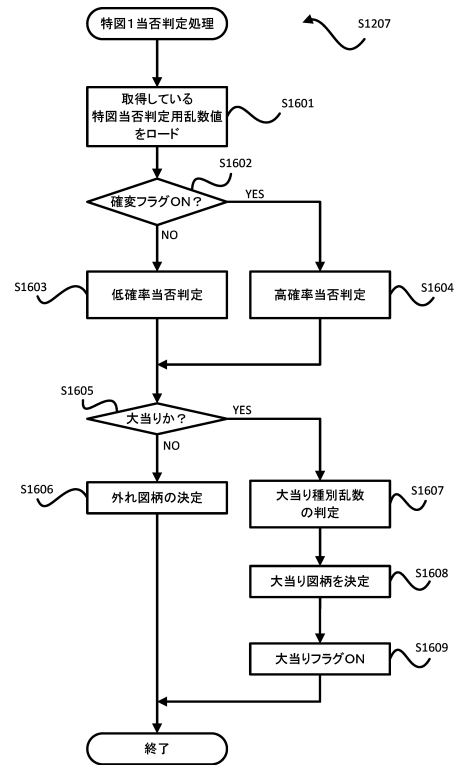 特図1当否判定処理
S1207
取得している
特図当否判定用乱数値
をロード
S1601
S1602
確変フラグON？
YES
NO
S1603
低確率当否判定
高確率当否判定
S1604
S1605
大当りか？
YES
NO
S1606
外れ図柄の決定
大当り種別乱数
の判定
S1607
大当り図柄を決定
S1608
大当りフラグON
S1609
終了